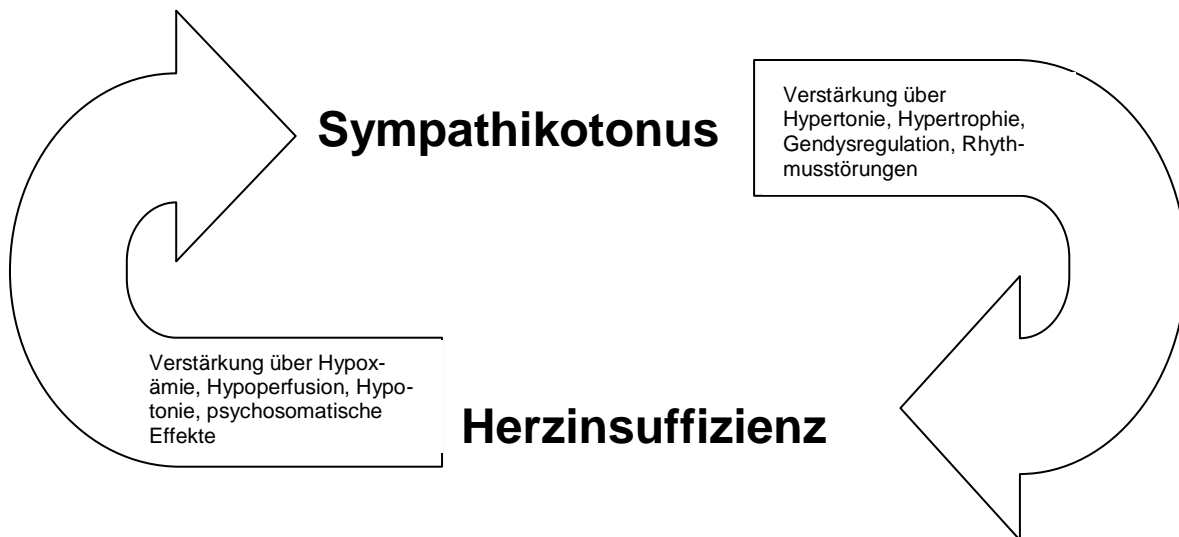 Sympathikotonus
Verstärkung über
Hypertonie, Hypertrophie,
Gendysregulation, Rhyth-
musstörungen
Verstärkung über Hypox-
ämie, Hypoperfusion, Hypo-
tonie, psychosomatische
Effekte
Herzinsuffizienz